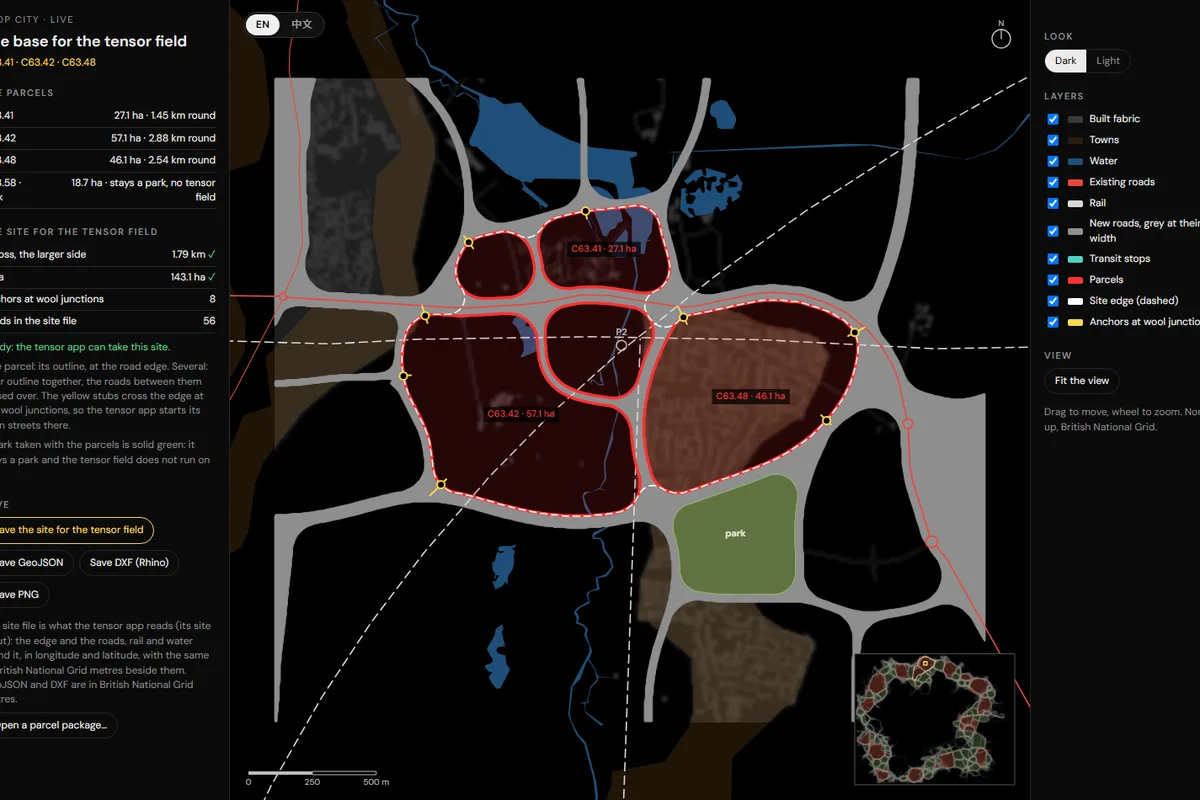 OP CITY · LIVE
e base for the tensor field
.41 · C63.42 · C63.48
E PARCELS
.41 27.1 ha · 1.45 km round
.42 57.1 ha · 2.88 km round
.48 46.1 ha · 2.54 km round
.58 · 18.7 ha · stays a park, no tensor
k field
E SITE FOR THE TENSOR FIELD
oss, the larger side 1.79 km ✓
a 143.1 ha ✓
chors at wool junctions 8
ds in the site file 56
dy: the tensor app can take this site.
e parcel: its outline, at the road edge. Several:
r outline together, the roads between them
sed over. The yellow stubs cross the edge at
wool junctions, so the tensor app starts its
n streets there.
ark taken with the parcels is solid green: it
ys a park and the tensor field does not run on
VE
ave the site for the tensor field
ave GeoJSON
Save DXF (Rhino)
ave PNG
site file is what the tensor app reads (its site
ut): the edge and the roads, rail and water
nd it, in longitude and latitude, with the same
ritish National Grid metres beside them.
oJSON and DXF are in British National Grid
tres.
pen a parcel package...
EN 中文
N
C63.41 · 27.1 ha
P2
C63.42 · 57.1 ha
C63.48 · 46.1 ha
park
0 250 500 m
LOOK
Dark Light
LAYERS
Built fabric
Towns
Water
Existing roads
Rail
New roads, grey at their
width
Transit stops
Parcels
Site edge (dashed)
Anchors at wool junctio
VIEW
Fit the view
Drag to move, wheel to zoom. Nor
up, British National Grid.